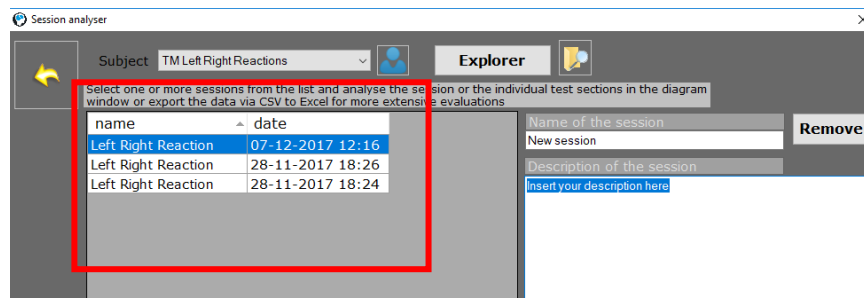 Session analyser
Subject TM Left Right Reactions Explorer
Select one or more sessions from the list and analyse the session or the individual test sections in the diagram
window or export the data via CSV to Excel for more extensive evaluations
name date
Left Right Reaction 07-12-2017 12:16
Left Right Reaction 28-11-2017 18:26
Left Right Reaction 28-11-2017 18:24
Name of the session
New session
Remove
Description of the session
Insert your description here